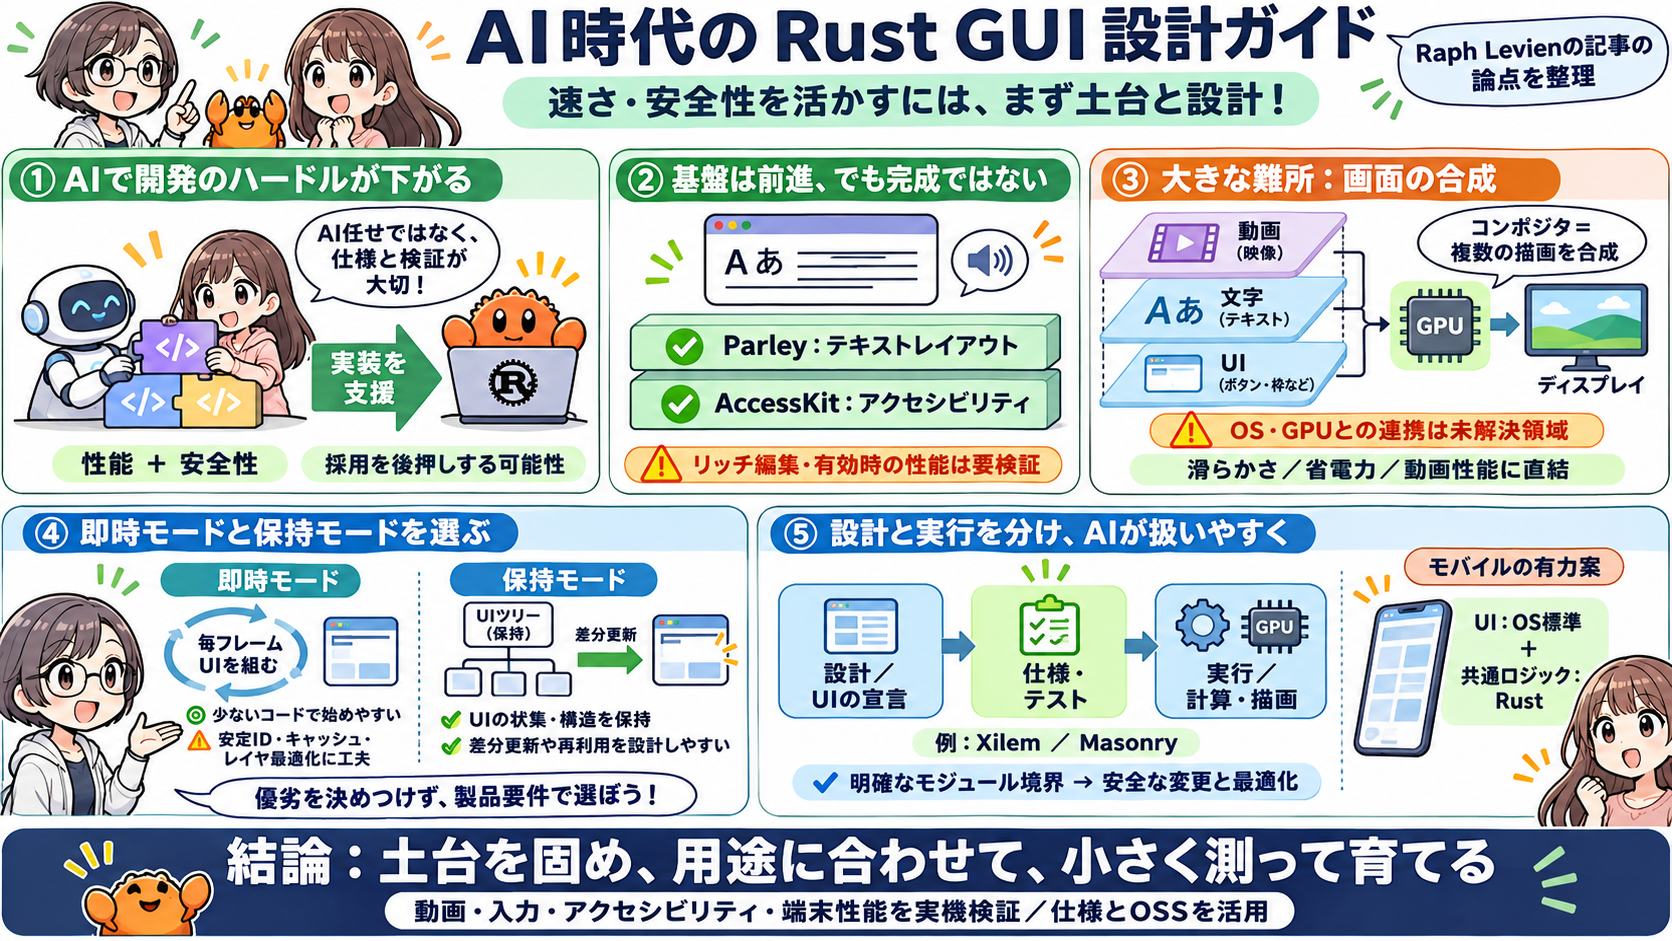 AI時代の Rust GUI 設計ガイド
速さ・安全性を活かすには、まず土台と設計！
Raph Levienの記事の
論点を整理
① AIで開発のハードルが下がる
AI任せではなく、
仕様と検証が
大切！
</>
</>
</>
実装を
支援
R
性能 ＋ 安全性
採用を後押しする可能性
② 基盤は前進、でも完成ではない
Aあ
Parley：テキストレイアウト
AccessKit：アクセシビリティ
リッチ編集・有効時の性能は要検証
③ 大きな難所：画面の合成
動画
（映像）
Aあ
文字
（テキスト）
UI
（ボタン・枠など）
コンポジタ＝
複数の描画を合成
GPU
ディスプレイ
OS・GPUとの連携は未解決領域
滑らかさ／省電力／動画性能に直結
④ 即時モードと保持モードを選ぶ
即時モード
毎フレーム
UIを組む
少ないコードで始めやすい
安定ID・キャッシュ・
レイヤ最適化に工夫
保持モード
UIツリー
（保持）
差分更新
UIの状集・構造を保持
差分更新や再利用を設計しやすい
優劣を決めつけず、製品要件で選ぼう！
⑤ 設計と実行を分け、AIが扱いやすく
設計／
UIの宣言
仕様・
テスト
GPU
実行／
計算・描画
例：Xilem ／ Masonry
明確なモジュール境界 → 安全な変更と最適化
モバイルの有力案
UI：OS標準
＋
共通ロジック：
Rust
結論：土台を固め、用途に合わせて、小さく測って育てる
動画・入力・アクセシビリティ・端末性能を実機検証／仕様とOSSを活用